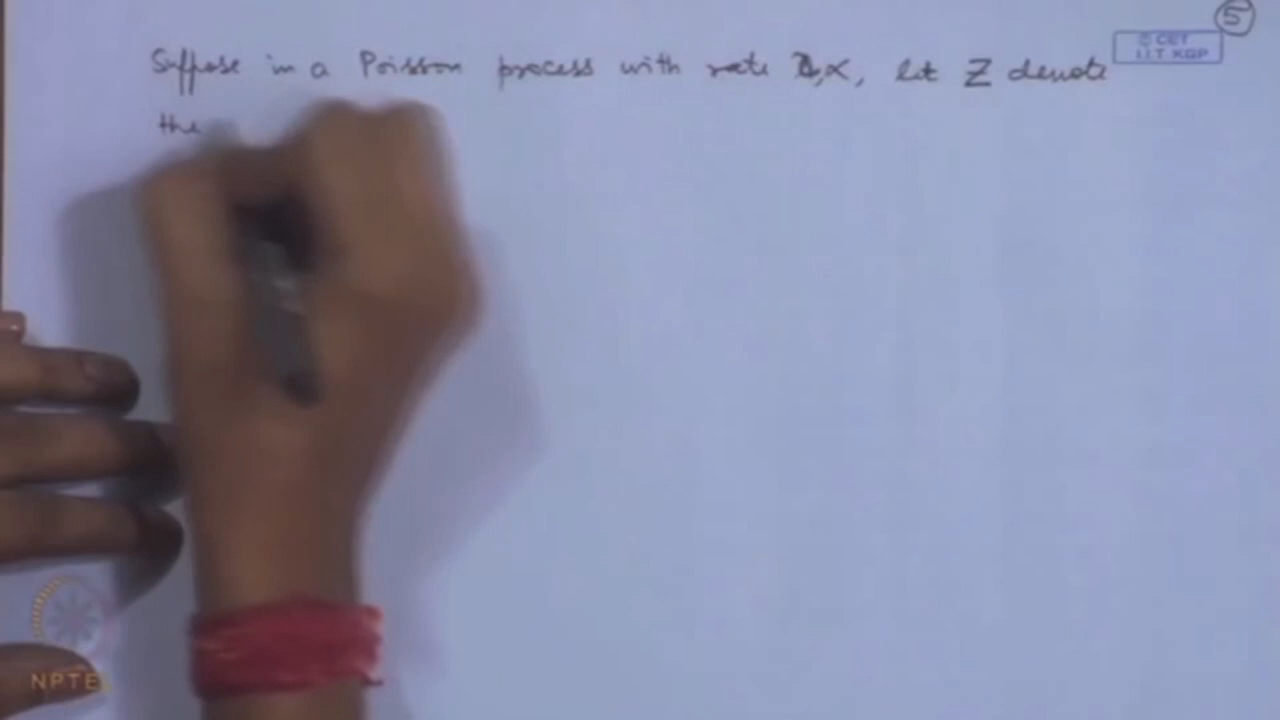 5
© CET
I.I.T. KGP
Suppose in a Poisson process with rate λ, let Z denote
the
NPTEL